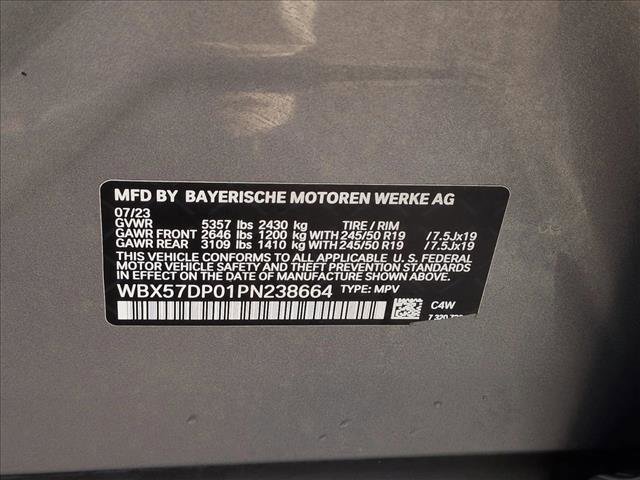 MFD BY BAYERISCHE MOTOREN WERKE AG
07/23
GVWR 5357 lbs 2430 kg TIRE / RIM
GAWR FRONT 2646 lbs 1200 kg WITH 245/50 R19 /7.5Jx19
GAWR REAR 3109 lbs 1410 kg WITH 245/50 R19 /7.5Jx19
THIS VEHICLE CONFORMS TO ALL APPLICABLE U. S. FEDERAL
MOTOR VEHICLE SAFETY, BUMPER, AND THEFT PREVENTION STANDARDS
IN EFFECT ON THE DATE OF MANUFACTURE SHOWN ABOVE.
WBX57DP01PN238664 TYPE: MPV
C4W
7 320